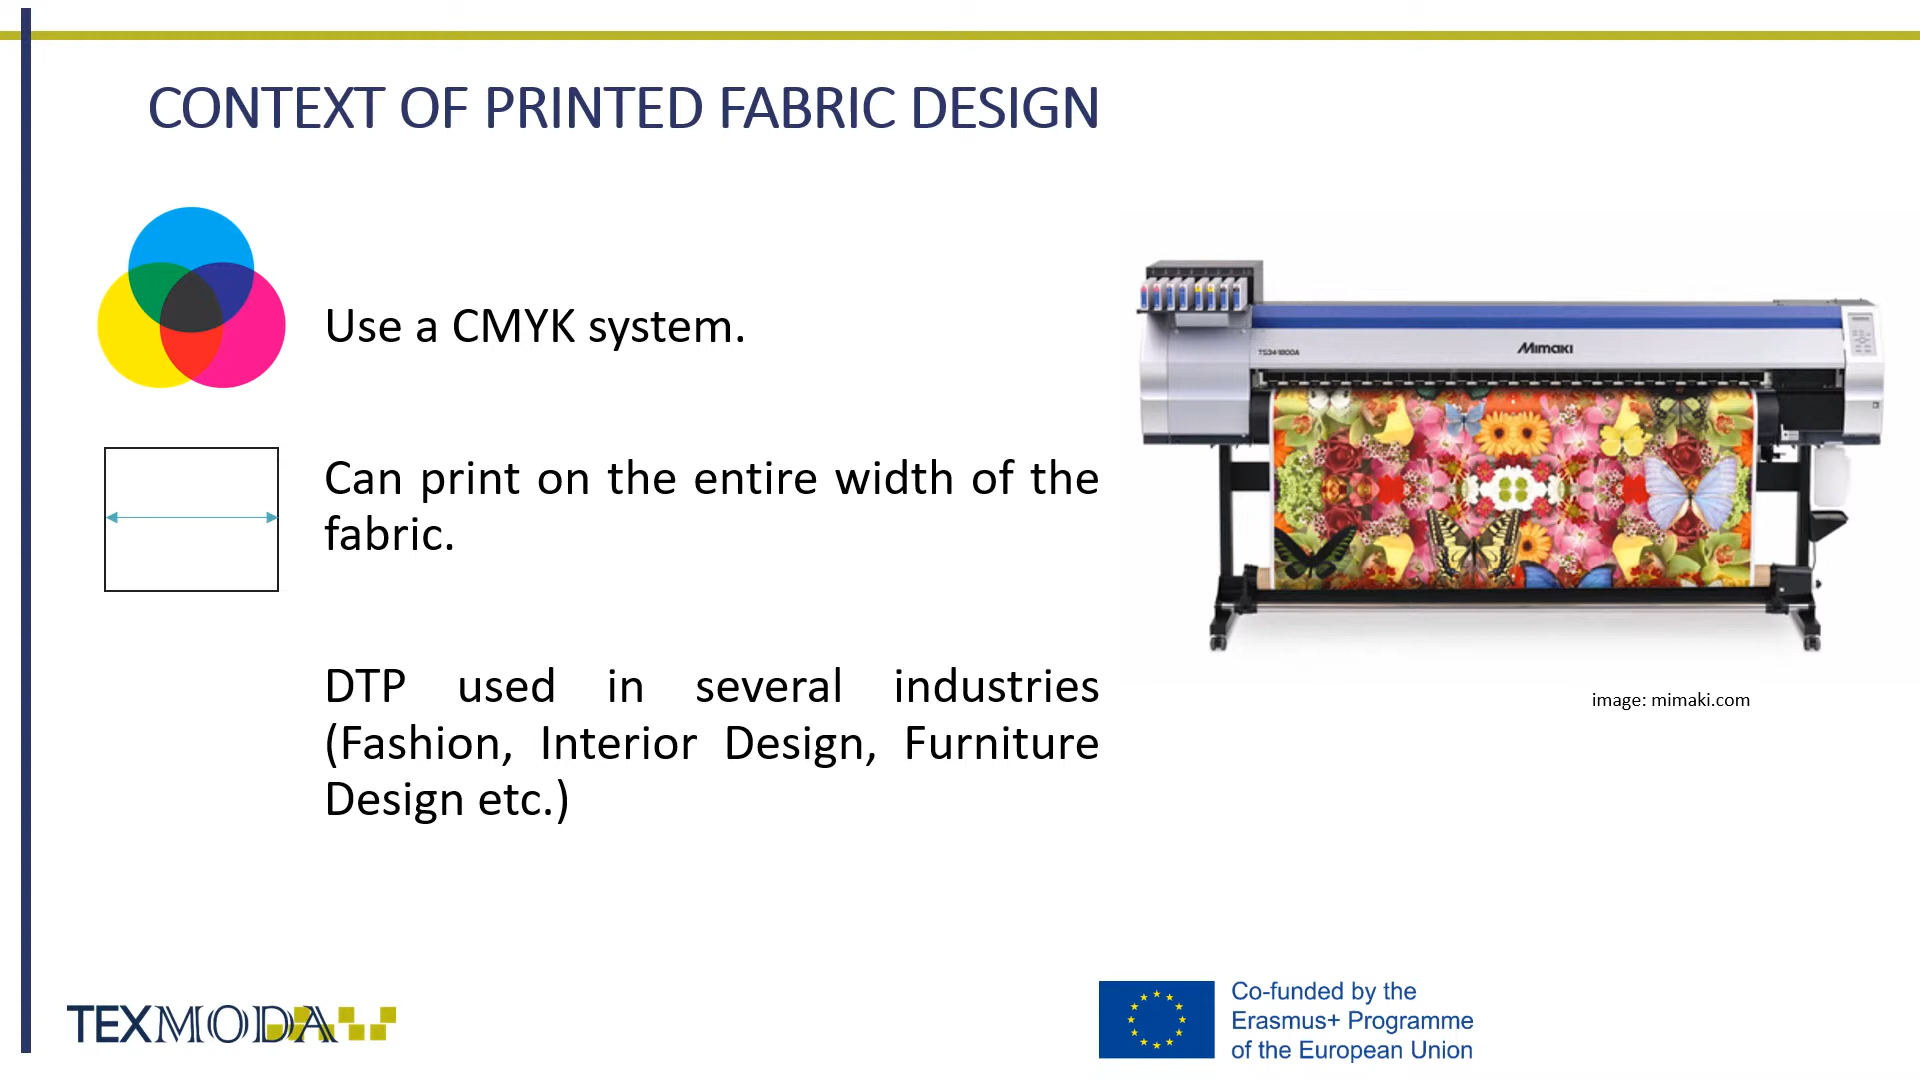 CONTEXT OF PRINTED FABRIC DESIGN
Use a CMYK system.
Can print on the entire width of the
fabric.
DTP used in several industries
(Fashion, Interior Design, Furniture
Design etc.)
TS34-1800A
Mimaki
image: mimaki.com
TEXMODA
Co-funded by the
Erasmus+ Programme
of the European Union